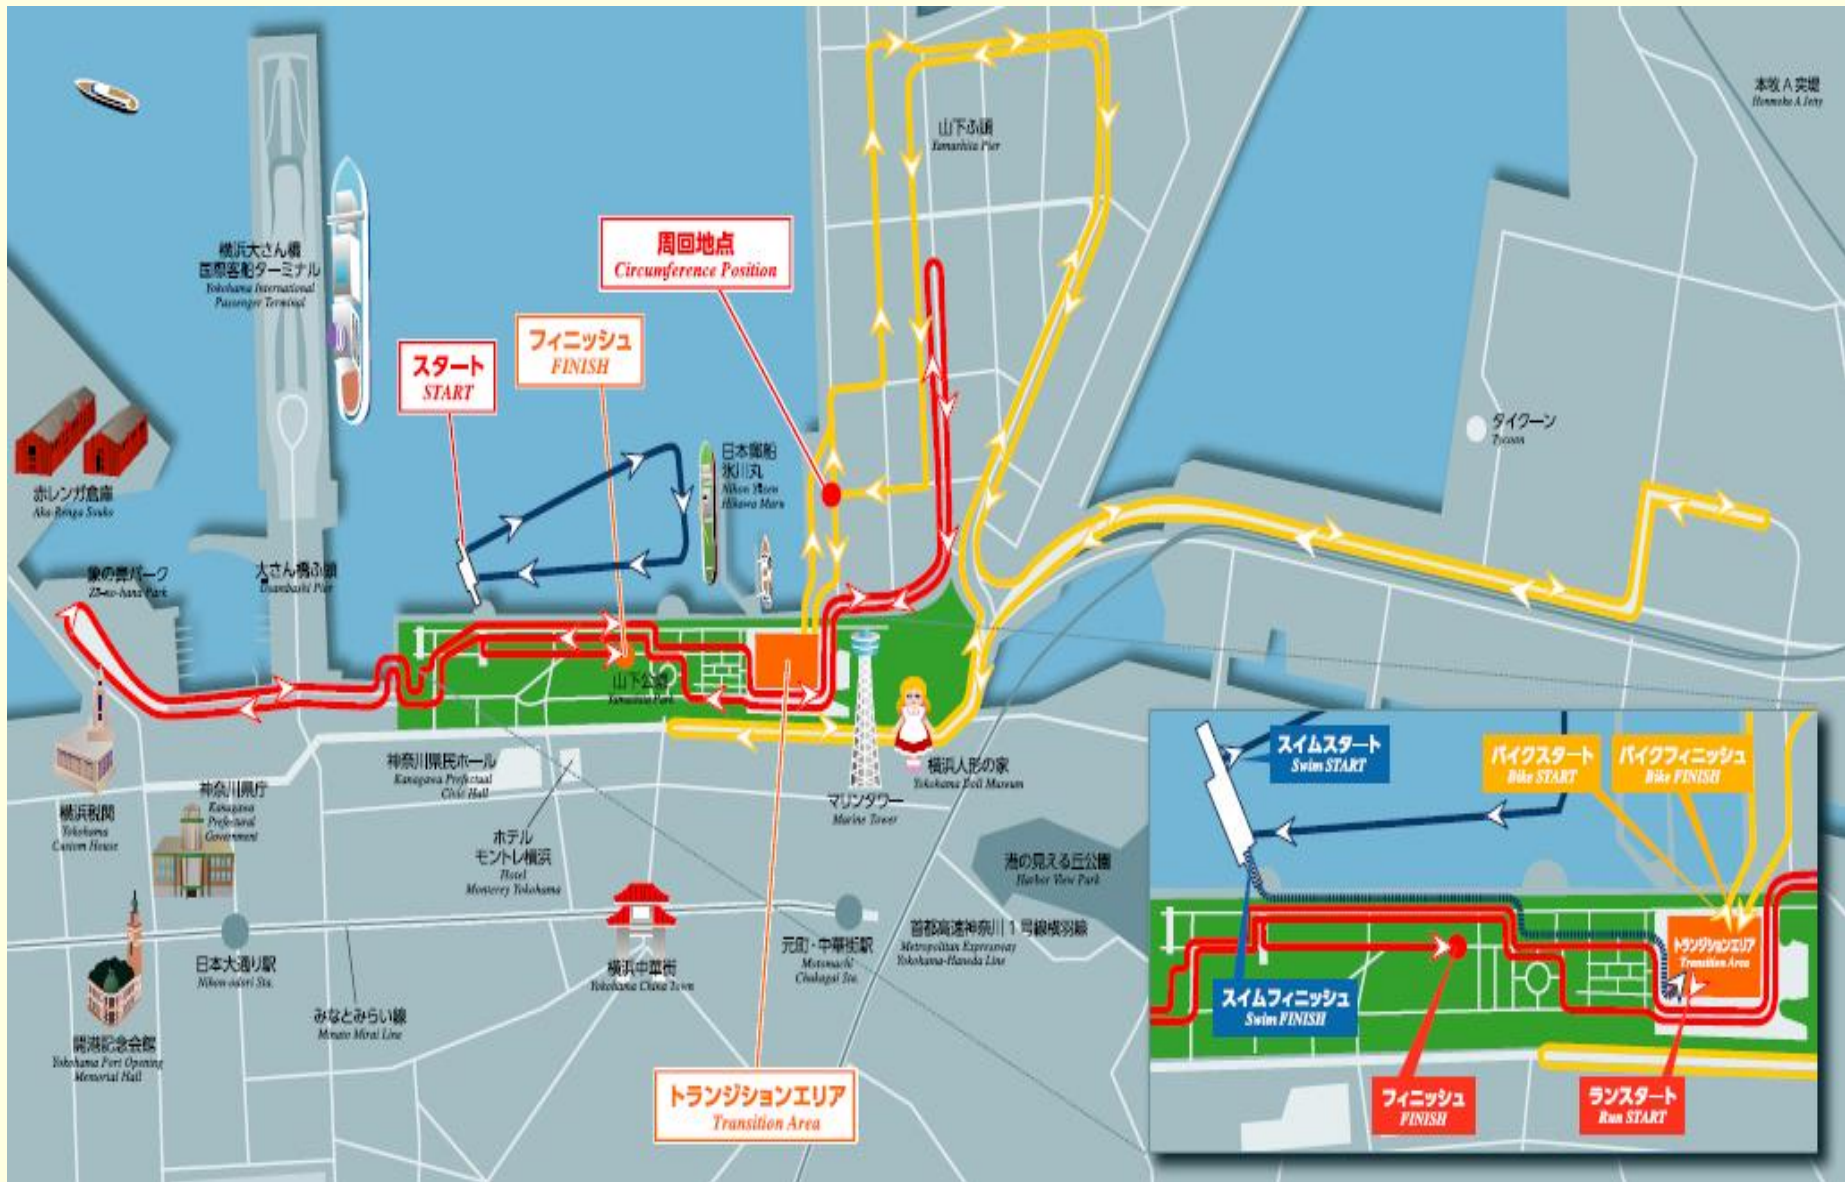 本牧A突堤
Honmoku A Jetty
山下ふ頭
Yamashita Pier
周回地点
Circumference Position
横浜大さん橋
国際客船ターミナル
Yokohama International
Passenger Terminal
フィニッシュ
FINISH
スタート
START
タイクーン
Tycoon
日本郵船
氷川丸
Nihon Yusen
Hikawa Maru
赤レンガ倉庫
Aka-Renga Souko
象の鼻パーク
Zō-no-hana Park
大さん橋ふ頭
Osambashi Pier
山下公園
Yamashita Park
神奈川県民ホール
Kanagawa Prefectual
Civic Hall
横浜人形の家
Yokohama Doll Museum
マリンタワー
Marine Tower
神奈川県庁
Kanagawa
Prefectural
Government
横浜税関
Yokohama
Custom House
ホテル
モントレ横浜
Hotel
Monterey Yokohama
港の見える丘公園
Harbor View Park
首都高速神奈川1号線横羽線
Metropolitan Expressway
Yokohama-Haneda Line
元町・中華街駅
Motomachi
Chukagai Sta.
横浜中華街
Yokohama China Town
日本大通り駅
Nihon-odori Sta.
みなとみらい線
Minato Mirai Line
開港記念会館
Yokohama Port Opening
Memorial Hall
トランジションエリア
Transition Area
スイムスタート
Swim START
バイクスタート
Bike START
バイクフィニッシュ
Bike FINISH
トランジションエリア
Transition Area
スイムフィニッシュ
Swim FINISH
フィニッシュ
FINISH
ランスタート
Run START